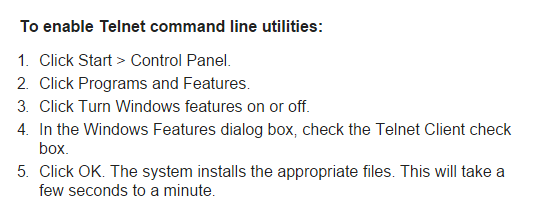 To enable Telnet command line utilities:
1. Click Start > Control Panel.
2. Click Programs and Features.
3. Click Turn Windows features on or off.
4. In the Windows Features dialog box, check the Telnet Client check
box.
5. Click OK. The system installs the appropriate files. This will take a
few seconds to a minute.